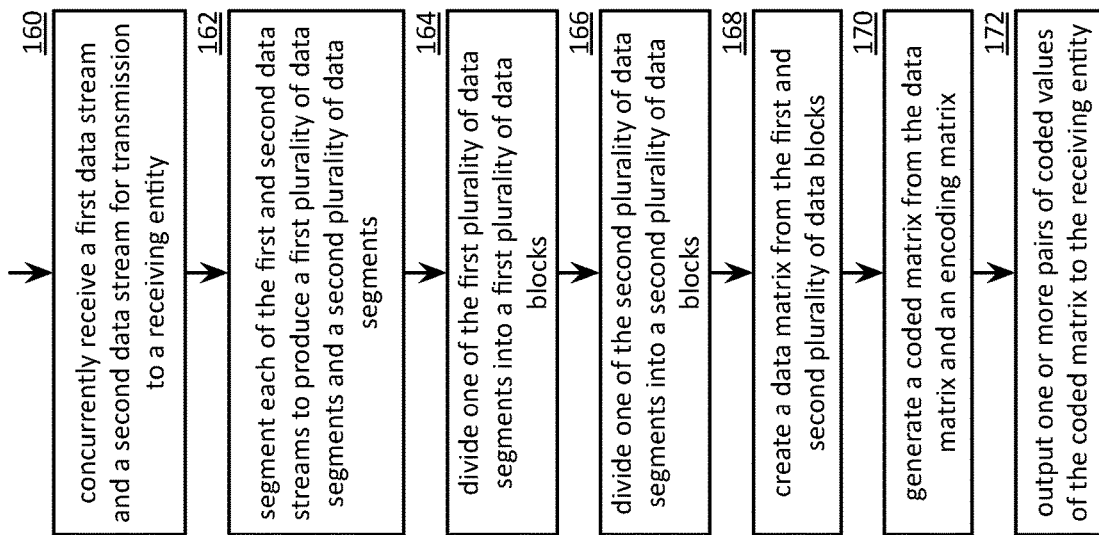 160
concurrently receive a first data stream
and a second data stream for transmission
to a receiving entity
162
segment each of the first and second data
streams to produce a first plurality of data
segments and a second plurality of data
segments
164
divide one of the first plurality of data
segments into a first plurality of data
blocks
166
divide one of the second plurality of data
segments into a second plurality of data
blocks
168
create a data matrix from the first and
second plurality of data blocks
170
generate a coded matrix from the data
matrix and an encoding matrix
172
output one or more pairs of coded values
of the coded matrix to the receiving entity